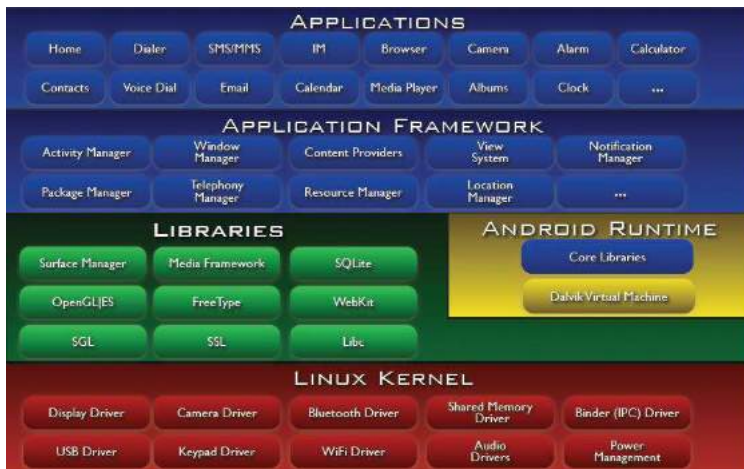 APPLICATIONS
Home Dialer SMS/MMS IM Browser Camera Alarm Calculator
Contacts Voice Dial Email Calendar Media Player Albums Clock ...
APPLICATION FRAMEWORK
Activity Manager Window Manager Content Providers View System Notification Manager
Package Manager Telephony Manager Resource Manager Location Manager ...
LIBRARIES
Surface Manager Media Framework SQLite
OpenGL|ES FreeType WebKit
SGL SSL Libc
ANDROID RUNTIME
Core Libraries
Dalvik Virtual Machine
LINUX KERNEL
Display Driver Camera Driver Bluetooth Driver Shared Memory Driver Binder (IPC) Driver
USB Driver Keypad Driver WiFi Driver Audio Drivers Power Management